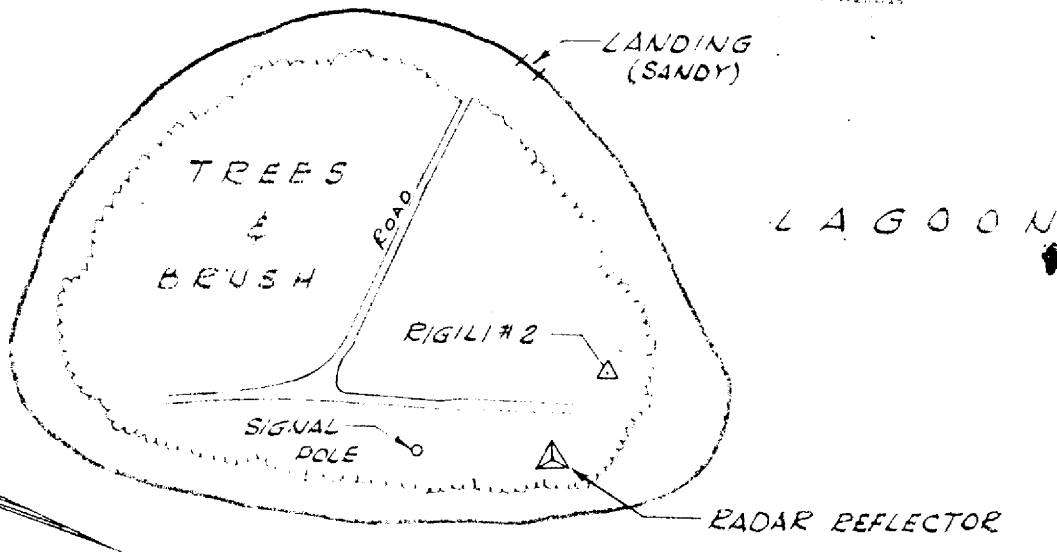 LANDING
(SANDY)
TREES
&
BRUSH
ROAD
LAGOON
RIGILI #2
SIGNAL
POLE
RADAR REFLECTOR